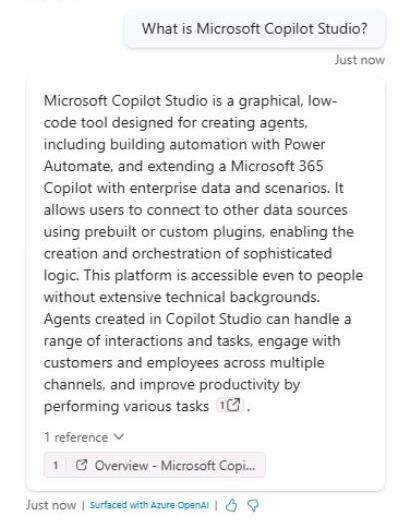 What is Microsoft Copilot Studio?
Just now
Microsoft Copilot Studio is a graphical, low-
code tool designed for creating agents,
including building automation with Power
Automate, and extending a Microsoft 365
Copilot with enterprise data and scenarios. It
allows users to connect to other data sources
using prebuilt or custom plugins, enabling the
creation and orchestration of sophisticated
logic. This platform is accessible even to people
without extensive technical backgrounds.
Agents created in Copilot Studio can handle a
range of interactions and tasks, engage with
customers and employees across multiple
channels, and improve productivity by
performing various tasks 1 .
1 reference
1 Overview - Microsoft Copi...
Just now | Surfaced with Azure OpenAI |